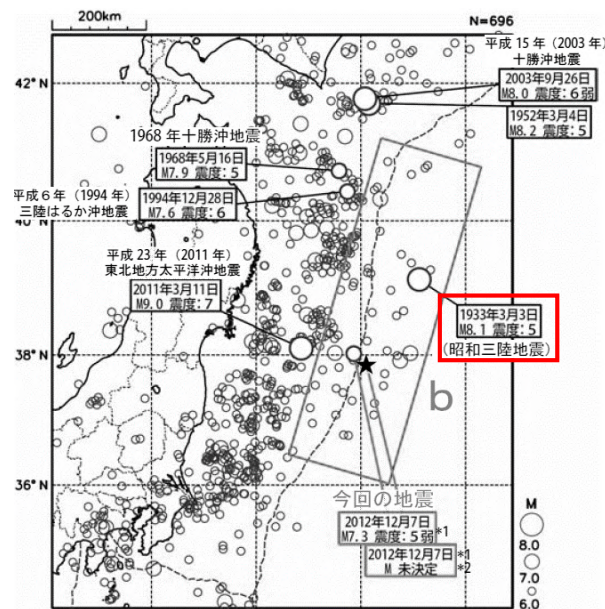 200km
N=696
平成 15 年（2003 年）
十勝沖地震
42°N
2003年9月26日
M8.0 震度：6弱
1952年3月4日
M8.2 震度：5
1968 年十勝沖地震
1968年5月16日
M7.9 震度：5
平成 6 年（1994 年）
三陸はるか沖地震
1994年12月28日
M7.6 震度：6
40°N
平成 23 年（2011 年）
東北地方太平洋沖地震
2011年3月11日
M9.0 震度：7
1933年3月3日
M8.1 震度：5
（昭和三陸地震）
38°N
b
36°N
今回の地震
2012年12月7日
M7.3 震度：5弱*1
2012年12月7日*1
M 未決定 *2
M
8.0
7.0
6.0